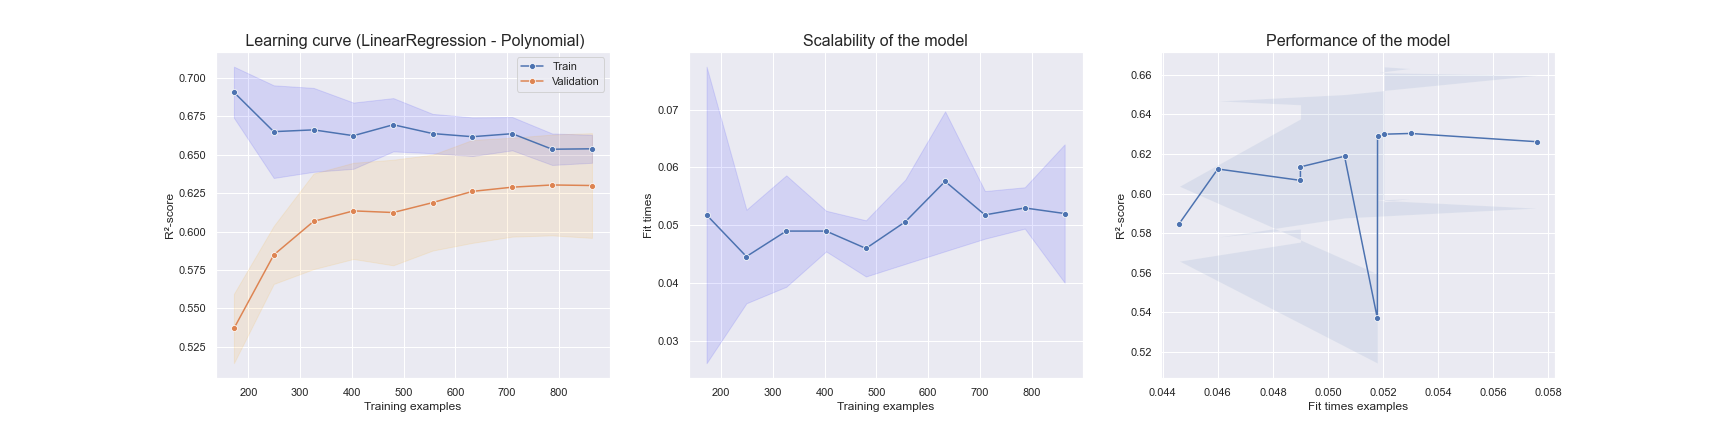 Learning curve (LinearRegression - Polynomial)
Train
Validation
R²-score
0.700
0.675
0.650
0.625
0.600
0.575
0.550
0.525
200 300 400 500 600 700 800
Training examples
Scalability of the model
Fit times
0.07
0.06
0.05
0.04
0.03
200 300 400 500 600 700 800
Training examples
Performance of the model
R²-score
0.66
0.64
0.62
0.60
0.58
0.56
0.54
0.52
0.044 0.046 0.048 0.050 0.052 0.054 0.056 0.058
Fit times examples